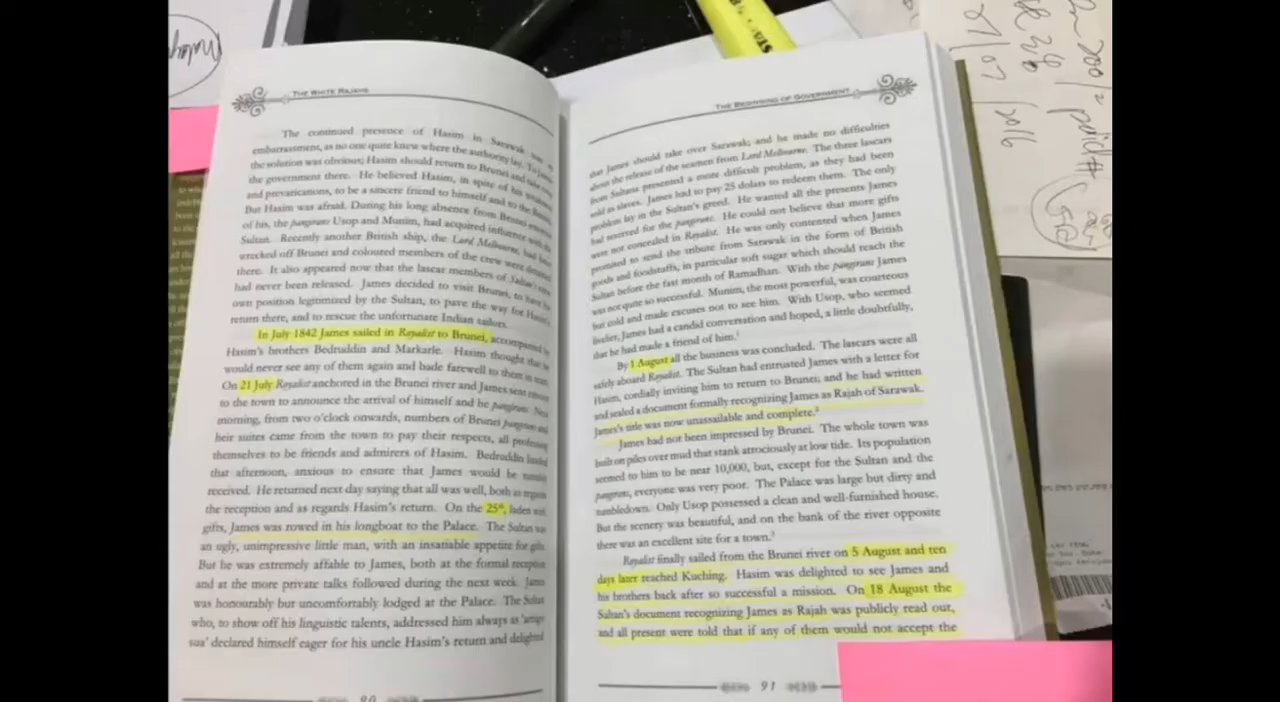 THE WHITE RAJAHS
The continued presence of Hasim in Sarawak was
embarrassment, as no one quite knew where the authority lay. To James
the solution was obvious; Hasim should return to Brunei and take over
the government there. He believed Hasim, in spite of his weakness
and prevarications, to be a sincere friend to himself and to the
But Hasim was afraid. During his long absence from Brunei enemies
of his, the pangirans Usop and Munim, had acquired influence with the
Sultan. Recently another British ship, the Lord Melbourne, had been
wrecked off Brunei and coloured members of the crew were detained
there. It also appeared now that the lascar members of Sultana's crew
had never been released. James decided to visit Brunei, to have his
own position legitimised by the Sultan, to pave the way for Hasim's
return there, and to rescue the unfortunate Indian sailors.
In July 1842 James sailed in Royalist to Brunei, accompanied by
Hasim's brothers Bedruddin and Markarle. Hasim thought that he
would never see any of them again and bade farewell to them in tears.
On 21 July Royalist anchored in the Brunei river and James sent
to the town to announce the arrival of himself and he pangirans. Next
morning, from two o'clock onwards, numbers of Brunei pangirans and
heir suites came from the town to pay their respects, all professing
themselves to be friends and admirers of Hasim. Bedruddin landed
that afternoon, anxious to ensure that James would be suitably
received. He returned next day saying that all was well, both as regards
the reception and as regards Hasim's return. On the 25th, laden with
gifts, James was rowed in his longboat to the Palace. The Sultan was
an ugly, unimpressive little man, with an insatiable appetite for gifts.
But he was extremely affable to James, both at the formal reception
and at the more private talks followed during the next week. James
was honourably but uncomfortably lodged at the Palace. The Sultan
who, to show off his linguistic talents, addressed him always as 'amigo
sua' declared himself eager for his uncle Hasim's return and delighted
90
THE BEGINNING OF GOVERNMENT
that James should take over Sarawak; and he made no difficulties
about the release of the seamen from Lord Melbourne. The three lascars
from Sultana presented a more difficult problem, as they had been
sold as slaves. James had to pay 25 dolars to redeem them. The only
problem lay in the Sultan's greed. He wanted all the presents James
had reserved for the pangirans. He could not believe that more gifts
were not concealed in Royalist. He was only contented when James
promised to send the tribute from Sarawak in the form of British
goods and foodstuffs, in particular soft sugar which should reach the
Sultan before the fast month of Ramadhan. With the pangirans James
was not quite so successful. Munim, the most powerful, was courteous
but cold and made excuses not to see him. With Usop, who seemed
livelier, James had a candid conversation and hoped, a little doubtfully,
that he had made a friend of him.1
By 1 August all the business was concluded. The lascars were all
safely aboard Royalist. The Sultan had entrusted James with a letter for
Hasim, cordially inviting him to return to Brunei; and he had written
and sealed a document formally recognizing James as Rajah of Sarawak.
James's title was now unassailable and complete.2
James had not been impressed by Brunei. The whole town was
built on piles over mud that stank atrociously at low tide. Its population
seemed to him to be near 10,000, but, except for the Sultan and the
pangirans, everyone was very poor. The Palace was large but dirty and
tumbledown. Only Usop possessed a clean and well-furnished house.
But the scenery was beautiful, and on the bank of the river opposite
there was an excellent site for a town.3
Royalist finally sailed from the Brunei river on 5 August and ten
days later reached Kuching. Hasim was delighted to see James and
his brothers back after so successful a mission. On 18 August the
Sultan's document recognizing James as Rajah was publicly read out,
and all present were told that if any of them would not accept the
91